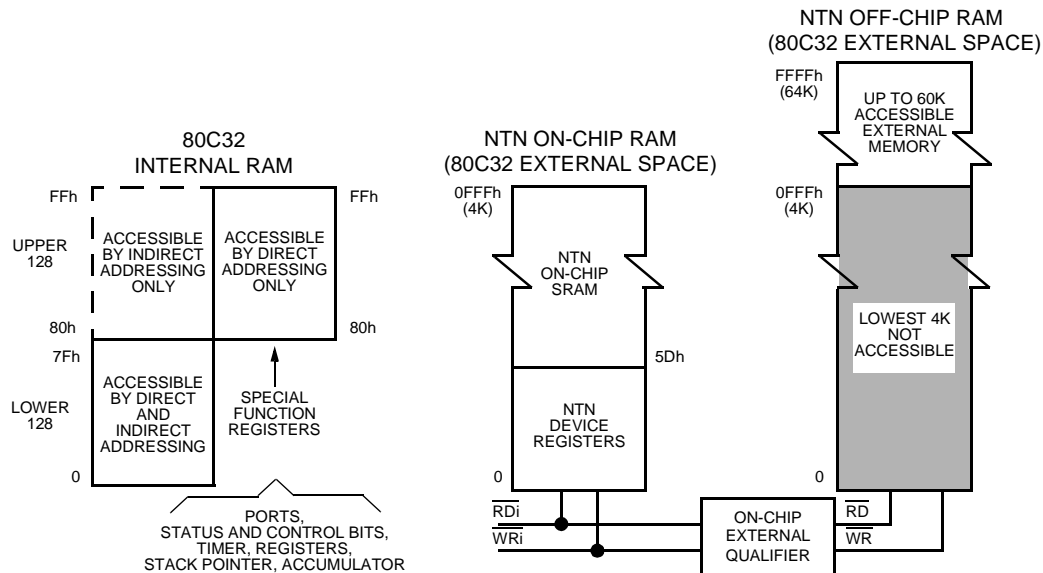 NTN OFF-CHIP RAM
(80C32 EXTERNAL SPACE)
FFFFh
(64K)
UP TO 60K
ACCESSIBLE
EXTERNAL
MEMORY
0FFFh
(4K)
LOWEST 4K
NOT
ACCESSIBLE
0
80C32
INTERNAL RAM
FFh
FFh
UPPER
128
ACCESSIBLE
BY INDIRECT
ADDRESSING
ONLY
ACCESSIBLE
BY DIRECT
ADDRESSING
ONLY
80h
80h
7Fh
LOWER
128
ACCESSIBLE
BY DIRECT
AND
INDIRECT
ADDRESSING
0
SPECIAL
FUNCTION
REGISTERS
PORTS,
STATUS AND CONTROL BITS,
TIMER, REGISTERS,
STACK POINTER, ACCUMULATOR
NTN ON-CHIP RAM
(80C32 EXTERNAL SPACE)
0FFFh
(4K)
NTN
ON-CHIP
SRAM
5Dh
NTN
DEVICE
REGISTERS
0
RDi
WRi
ON-CHIP
EXTERNAL
QUALIFIER
RD
WR